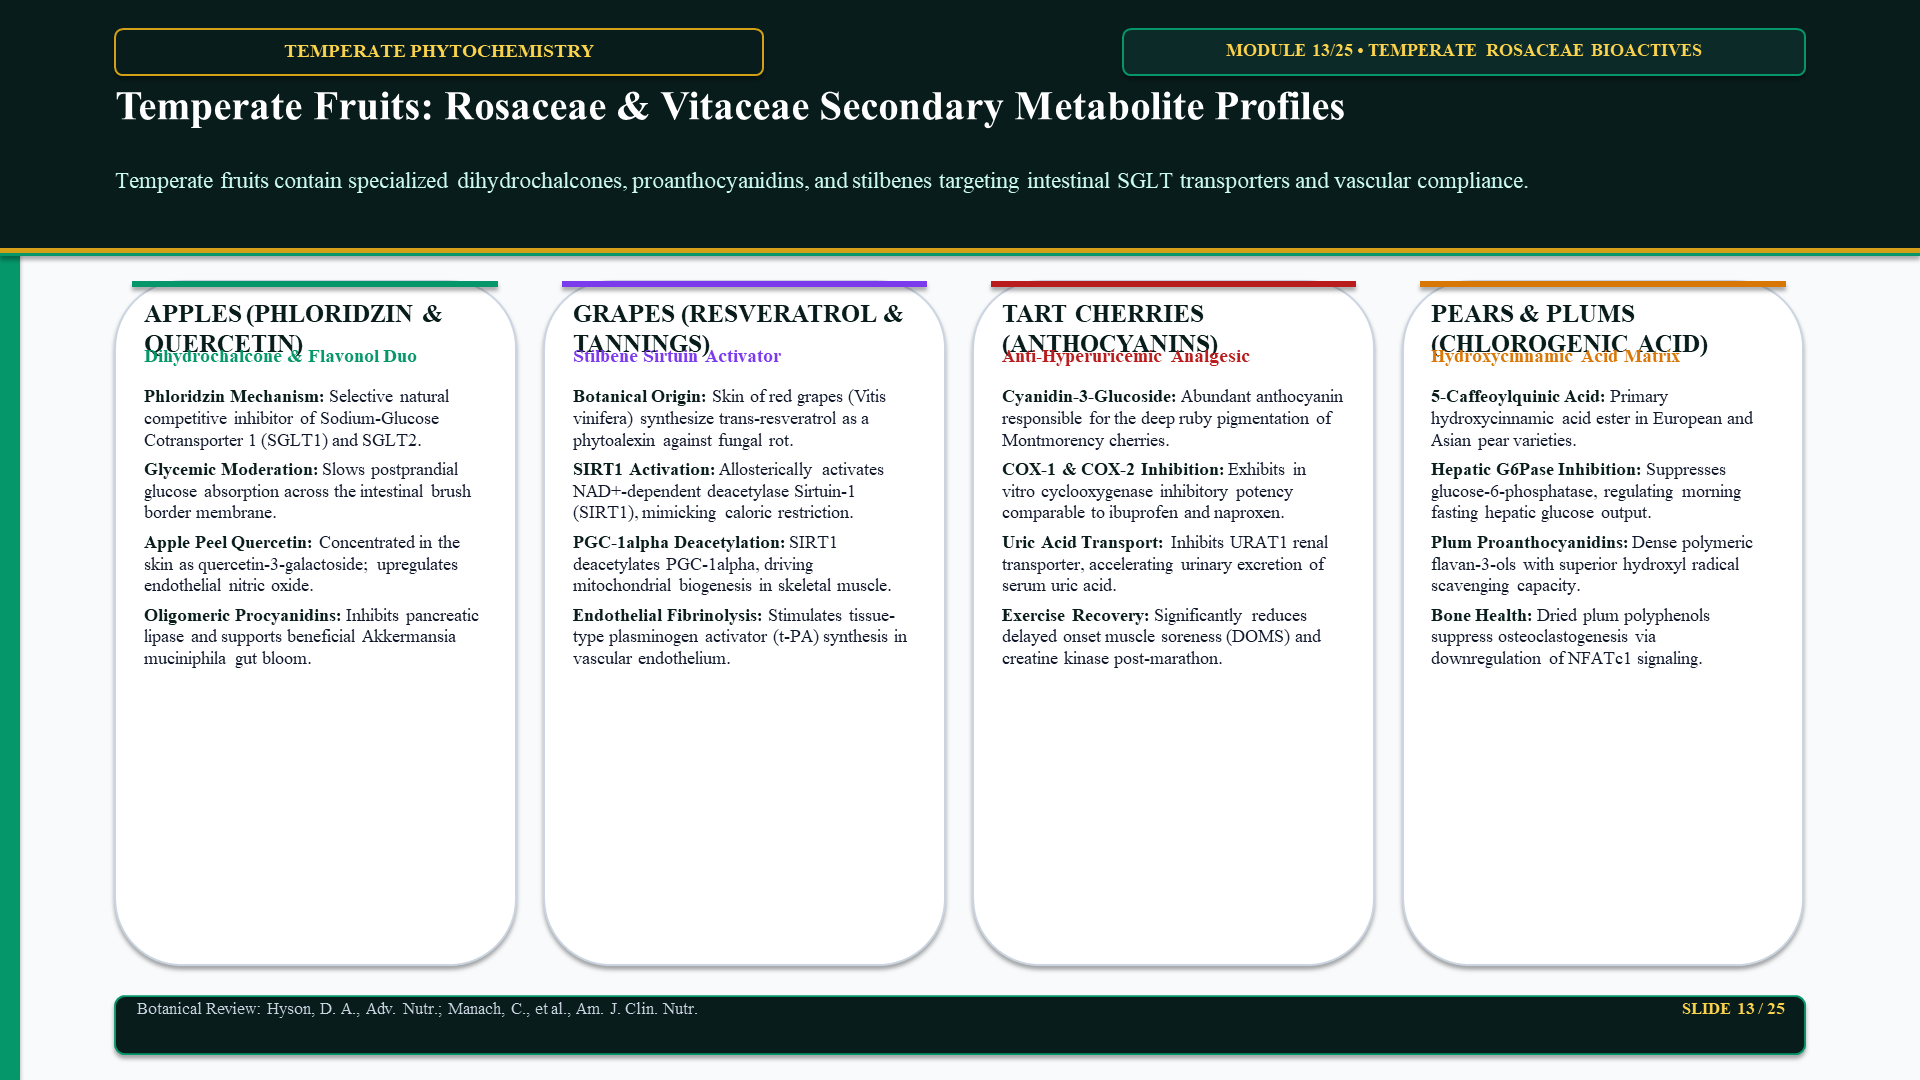 TEMPERATE PHYTOCHEMISTRY
MODULE 13/25 • TEMPERATE ROSACEAE BIOACTIVES
Temperate Fruits: Rosaceae & Vitaceae Secondary Metabolite Profiles
Temperate fruits contain specialized dihydrochalcones, proanthocyanidins, and stilbenes targeting intestinal SGLT transporters and vascular compliance.
APPLES (PHLORIDZIN &
QUERCETIN)
Dihydrochalcone & Flavonol Duo
Phloridzin Mechanism: Selective natural
competitive inhibitor of Sodium-Glucose
Cotransporter 1 (SGLT1) and SGLT2.
Glycemic Moderation: Slows postprandial
glucose absorption across the intestinal brush
border membrane.
Apple Peel Quercetin: Concentrated in the
skin as quercetin-3-galactoside; upregulates
endothelial nitric oxide.
Oligomeric Procyanidins: Inhibits pancreatic
lipase and supports beneficial Akkermansia
muciniphila gut bloom.
GRAPES (RESVERATROL &
TANNINGS)
Stilbene Sirtuin Activator
Botanical Origin: Skin of red grapes (Vitis
vinifera) synthesize trans-resveratrol as a
phytoalexin against fungal rot.
SIRT1 Activation: Allosterically activates
NAD+-dependent deacetylase Sirtuin-1
(SIRT1), mimicking caloric restriction.
PGC-1alpha Deacetylation: SIRT1
deacetylates PGC-1alpha, driving
mitochondrial biogenesis in skeletal muscle.
Endothelial Fibrinolysis: Stimulates tissue-
type plasminogen activator (t-PA) synthesis in
vascular endothelium.
TART CHERRIES
(ANTHOCYANINS)
Anti-Hyperuricemic Analgesic
Cyanidin-3-Glucoside: Abundant anthocyanin
responsible for the deep ruby pigmentation of
Montmorency cherries.
COX-1 & COX-2 Inhibition: Exhibits in
vitro cyclooxygenase inhibitory potency
comparable to ibuprofen and naproxen.
Uric Acid Transport: Inhibits URAT1 renal
transporter, accelerating urinary excretion of
serum uric acid.
Exercise Recovery: Significantly reduces
delayed onset muscle soreness (DOMS) and
creatine kinase post-marathon.
PEARS & PLUMS
(CHLOROGENIC ACID)
Hydroxycinnamic Acid Matrix
5-Caffeoylquinic Acid: Primary
hydroxycinnamic acid ester in European and
Asian pear varieties.
Hepatic G6Pase Inhibition: Suppresses
glucose-6-phosphatase, regulating morning
fasting hepatic glucose output.
Plum Proanthocyanidins: Dense polymeric
flavan-3-ols with superior hydroxyl radical
scavenging capacity.
Bone Health: Dried plum polyphenols
suppress osteoclastogenesis via
downregulation of NFATc1 signaling.
Botanical Review: Hyson, D. A., Adv. Nutr.; Manach, C., et al., Am. J. Clin. Nutr.
SLIDE 13 / 25